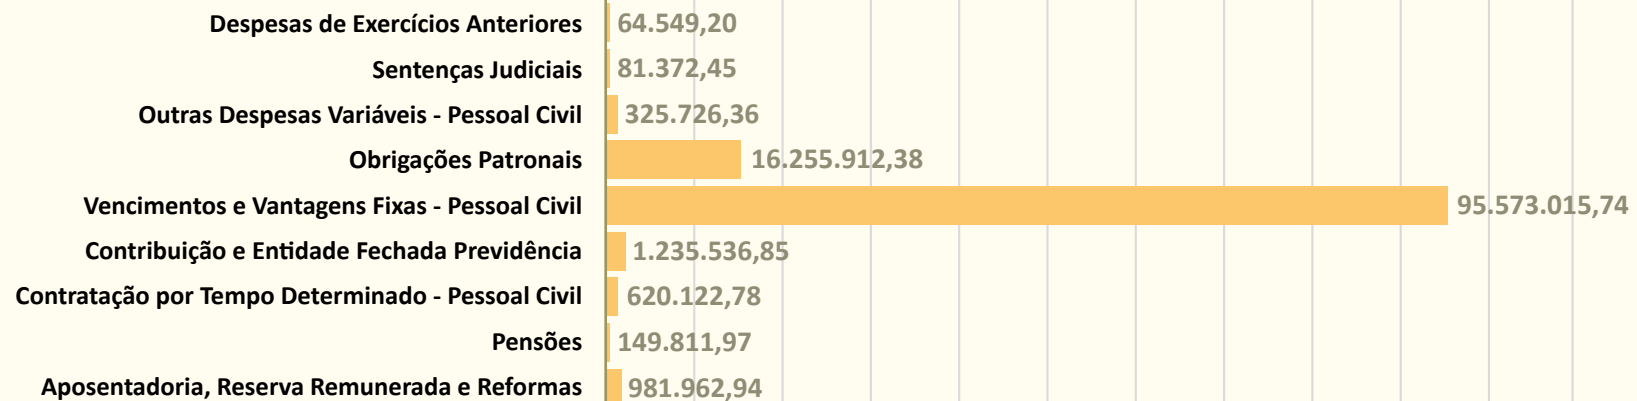 Despesas de Exercícios Anteriores 64.549,20
Sentenças Judiciais 81.372,45
Outras Despesas Variáveis - Pessoal Civil 325.726,36
Obrigações Patronais 16.255.912,38
Vencimentos e Vantagens Fixas - Pessoal Civil 95.573.015,74
Contribuição e Entidade Fechada Previdência 1.235.536,85
Contratação por Tempo Determinado - Pessoal Civil 620.122,78
Pensões 149.811,97
Aposentadoria, Reserva Remunerada e Reformas 981.962,94